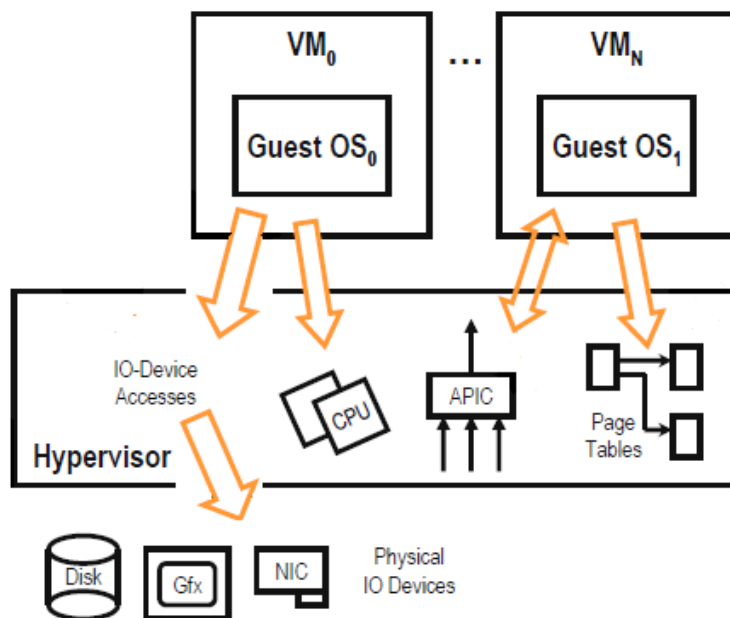 VM0
...
VMN
Guest OS0
Guest OS1
IO-Device
Accesses
CPU
APIC
Page
Tables
Hypervisor
Disk
Gfx
NIC
Physical
IO Devices